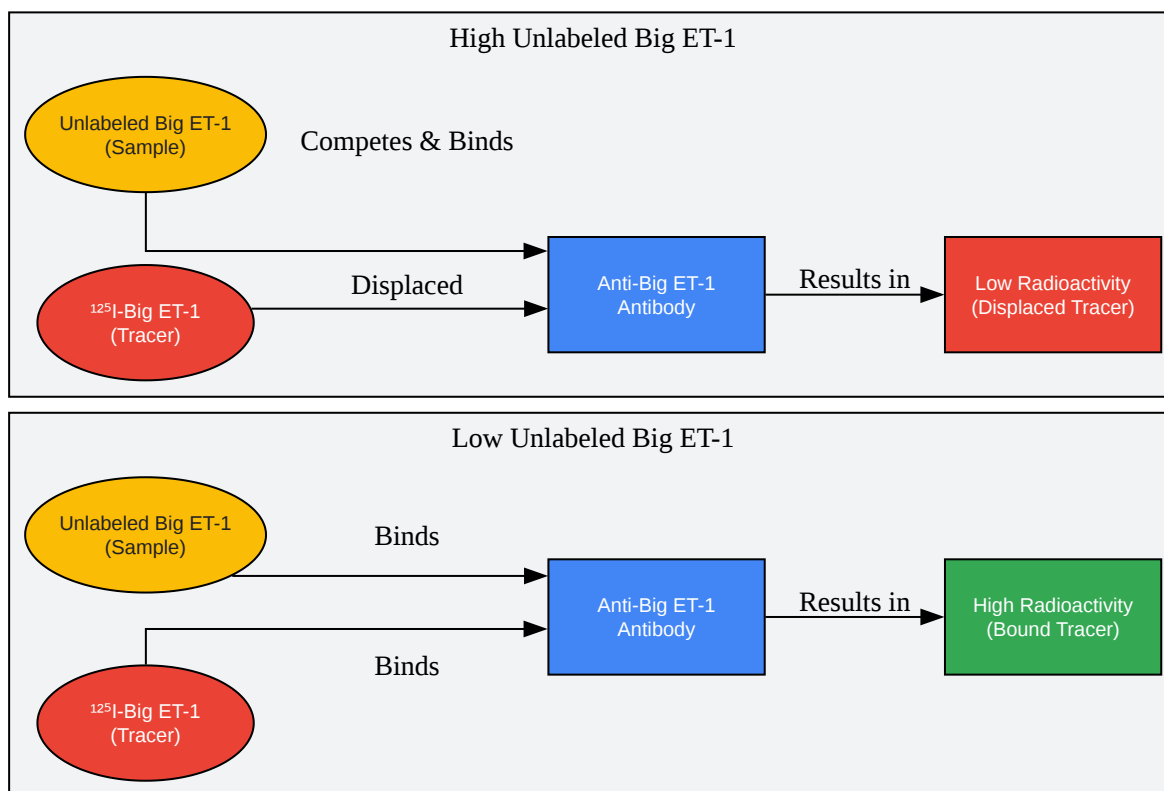 High Unlabeled Big ET-1
Unlabeled Big ET-1
(Sample)
Competes & Binds
¹²⁵I-Big ET-1
(Tracer)
Displaced
Anti-Big ET-1
Antibody
Results in
Low Radioactivity
(Displaced Tracer)
Low Unlabeled Big ET-1
Unlabeled Big ET-1
(Sample)
Binds
¹²⁵I-Big ET-1
(Tracer)
Binds
Anti-Big ET-1
Antibody
Results in
High Radioactivity
(Bound Tracer)